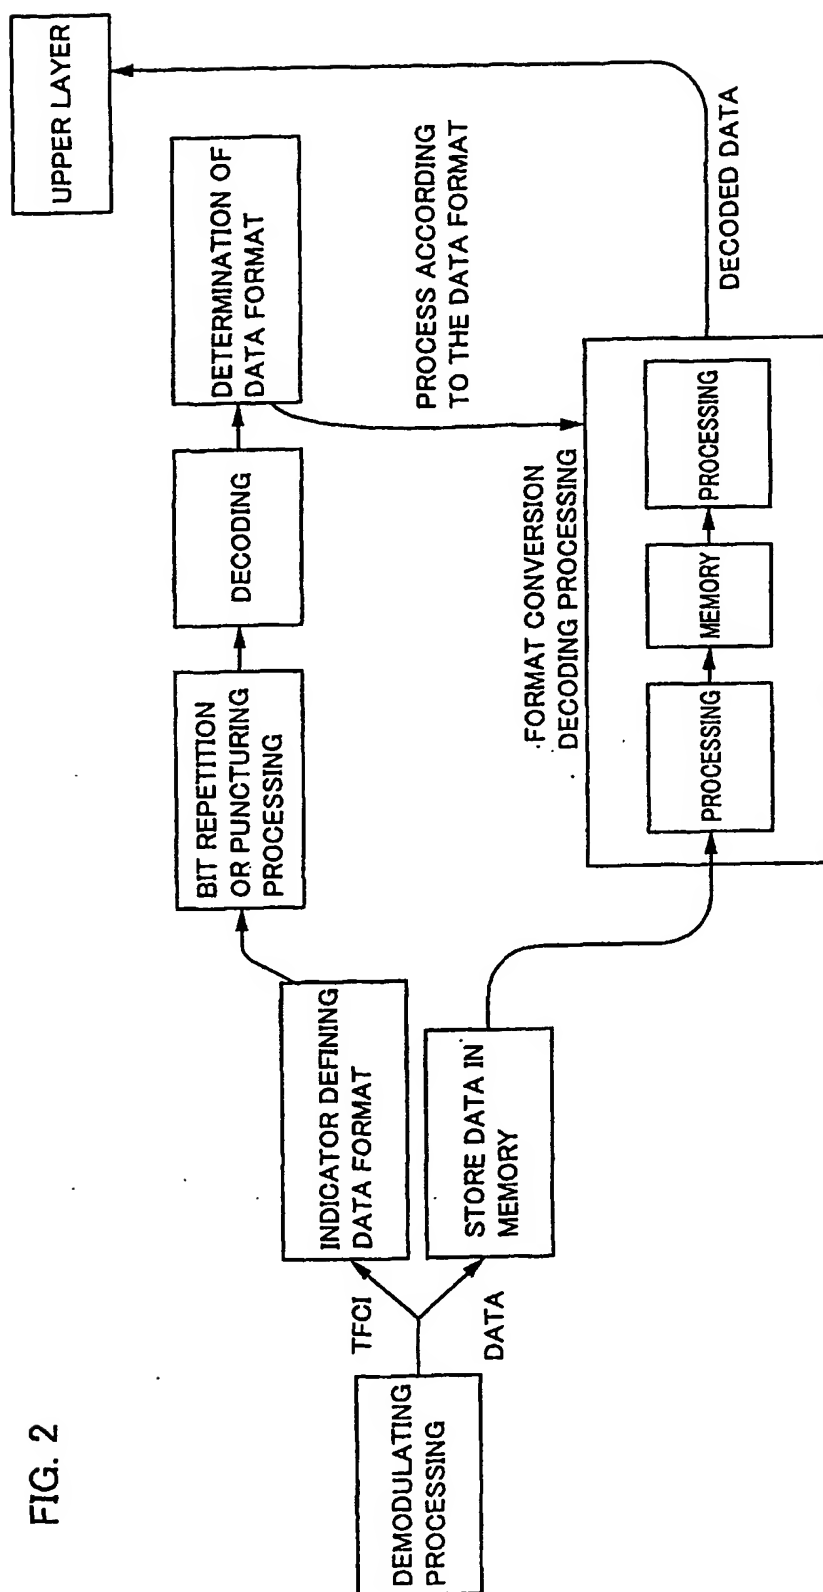 FIG. 2
DEMODULATING
PROCESSING
TFCI
DATA
INDICATOR DEFINING
DATA FORMAT
STORE DATA IN
MEMORY
BIT REPETITION
OR PUNCTURING
PROCESSING
DECODING
DETERMINATION OF
DATA FORMAT
PROCESS ACCORDING
TO THE DATA FORMAT
FORMAT CONVERSION
DECODING PROCESSING
PROCESSING
MEMORY
PROCESSING
DECODED DATA
UPPER LAYER